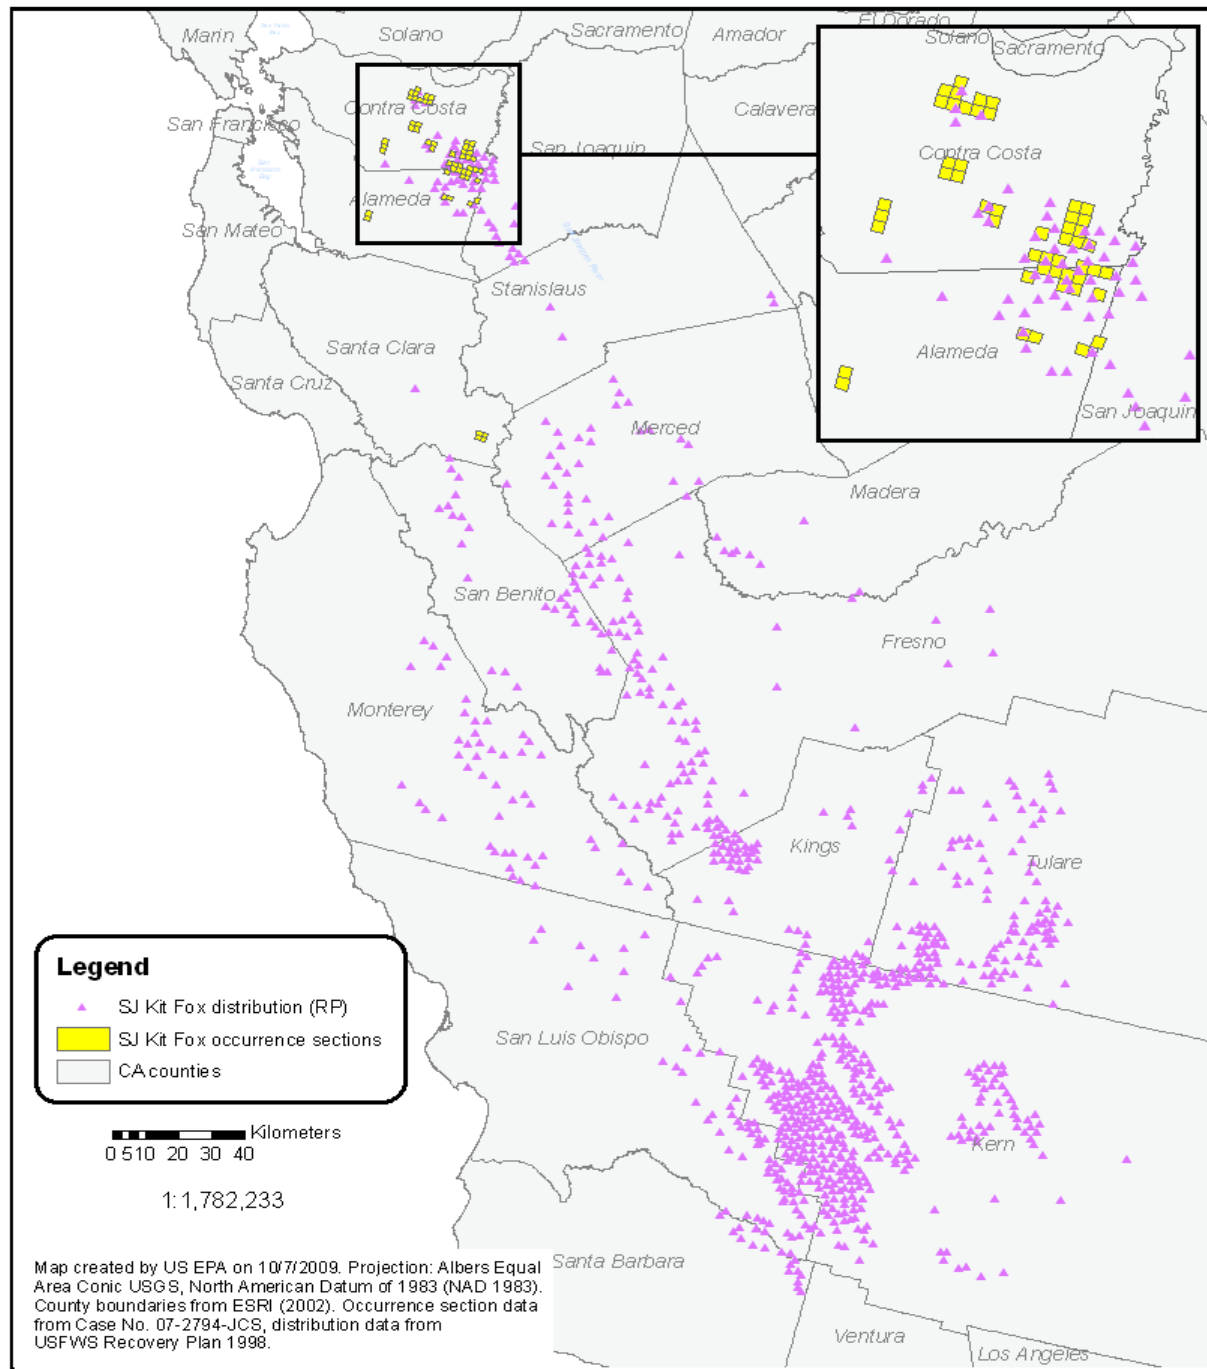 Marin
Solano
Sacramento
Amador
El Dorado
Solano
Sacramento
Contra Costa
Calavera
San Francisco
San Joaquin
Contra Costa
Alameda
San Mateo
Stanislaus
Alameda
San Joaquin
Santa Clara
Santa Cruz
Merced
Madera
San Benito
Fresno
Monterey
Kings
Tulare
Legend
SJ Kit Fox distribution (RP)
SJ Kit Fox occurrence sections
CA counties
San Luis Obispo
Kilometers
0 510 20 30 40
Kern
1:1,782,233
Santa Barbara
Map created by US EPA on 10/7/2009. Projection: Albers Equal
Area Conic USGS, North American Datum of 1983 (NAD 1983).
County boundaries from ESRI (2002). Occurrence section data
from Case No. 07-2794-JCS, distribution data from
USFWS Recovery Plan 1998.
Ventura
Los Angeles